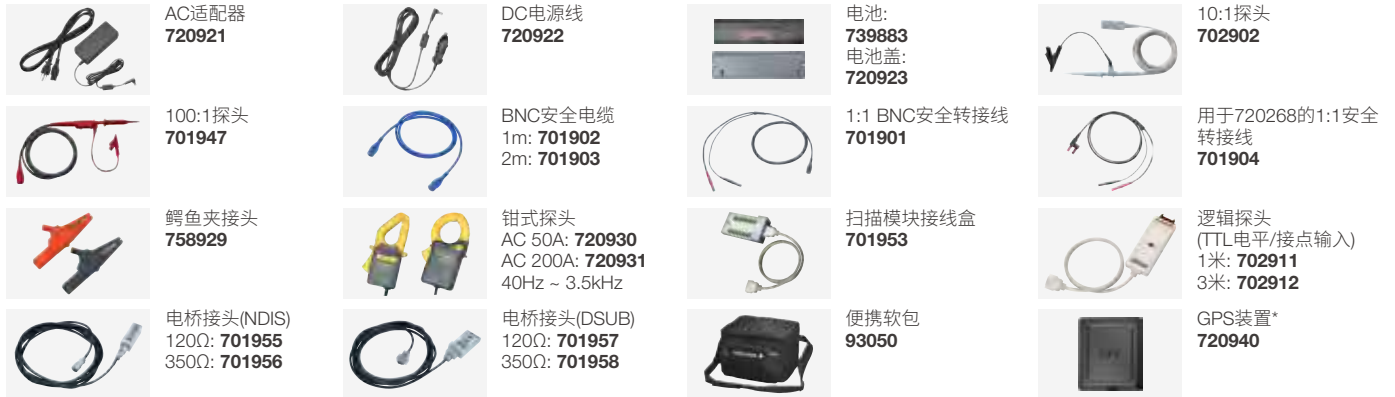 AC适配器
720921
DC电源线
720922
电池:
739883
电池盖:
720923
10:1探头
702902
100:1探头
701947
BNC安全电缆
1m: 701902
2m: 701903
1:1 BNC安全转接线
701901
用于720268的1:1安全
转接线
701904
鳄鱼夹接头
758929
钳式探头
AC 50A: 720930
AC 200A: 720931
40Hz ~ 3.5kHz
扫描模块接线盒
701953
逻辑探头
(TTL电平/接点输入)
1米: 702911
3米: 702912
电桥接头(NDIS)
120Ω: 701955
350Ω: 701956
电桥接头(DSUB)
120Ω: 701957
350Ω: 701958
便携软包
93050
GPS装置*
720940